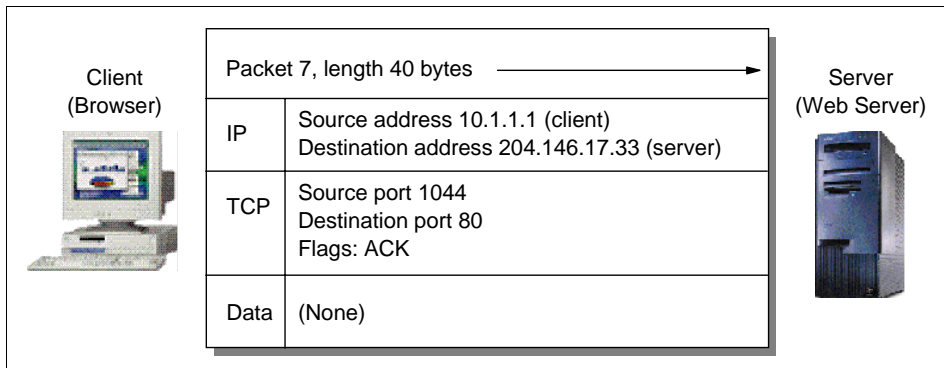 Client
(Browser)
Packet 7, length 40 bytes
IP
Source address 10.1.1.1 (client)
Destination address 204.146.17.33 (server)
TCP
Source port 1044
Destination port 80
Flags: ACK
Data
(None)
Server
(Web Server)